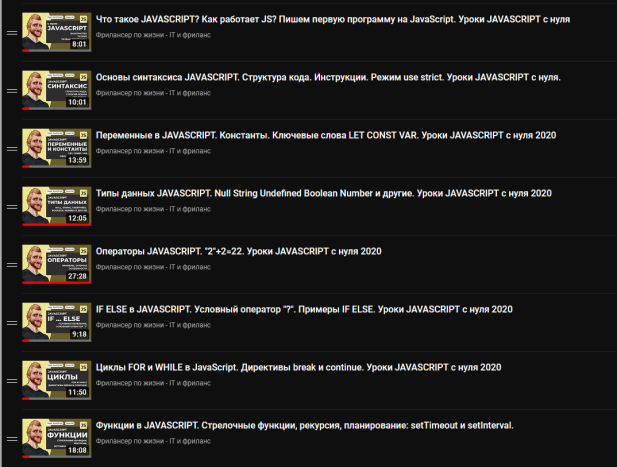 JAVASCRIPT
8:01
Что такое JAVASCRIPT? Как работает JS? Пишем первую программу на JavaScript. Уроки JAVASCRIPT с нуля
Фрилансер по жизни - IT и фриланс
JAVASCRIPT
СИНТАКСИС
10:01
Основы синтаксиса JAVASCRIPT. Структура кода. Инструкции. Режим use strict. Уроки JAVASCRIPT с нуля.
Фрилансер по жизни - IT и фриланс
JAVASCRIPT
ПЕРЕМЕННЫЕ
И КОНСТАНТЫ
13:59
Переменные в JAVASCRIPT. Константы. Ключевые слова LET CONST VAR. Уроки JAVASCRIPT с нуля 2020
Фрилансер по жизни - IT и фриланс
JAVASCRIPT
ТИПЫ ДАННЫХ
12:05
Типы данных JAVASCRIPT. Null String Undefined Boolean Number и другие. Уроки JAVASCRIPT с нуля 2020
Фрилансер по жизни - IT и фриланс
JAVASCRIPT
ОПЕРАТОРЫ
27:28
Операторы JAVASCRIPT. "2"+2=22. Уроки JAVASCRIPT с нуля 2020
Фрилансер по жизни - IT и фриланс
JAVASCRIPT
IF ... ELSE
9:18
IF ELSE в JAVASCRIPT. Условный оператор "?". Примеры IF ELSE. Уроки JAVASCRIPT с нуля 2020
Фрилансер по жизни - IT и фриланс
JAVASCRIPT
ЦИКЛЫ
11:50
Циклы FOR и WHILE в JavaScript. Директивы break и continue. Уроки JAVASCRIPT с нуля 2020
Фрилансер по жизни - IT и фриланс
JAVASCRIPT
ФУНКЦИИ
18:08
Функции в JAVASCRIPT. Стрелочные функции, рекурсия, планирование: setTimeout и setInterval.
Фрилансер по жизни - IT и фриланс